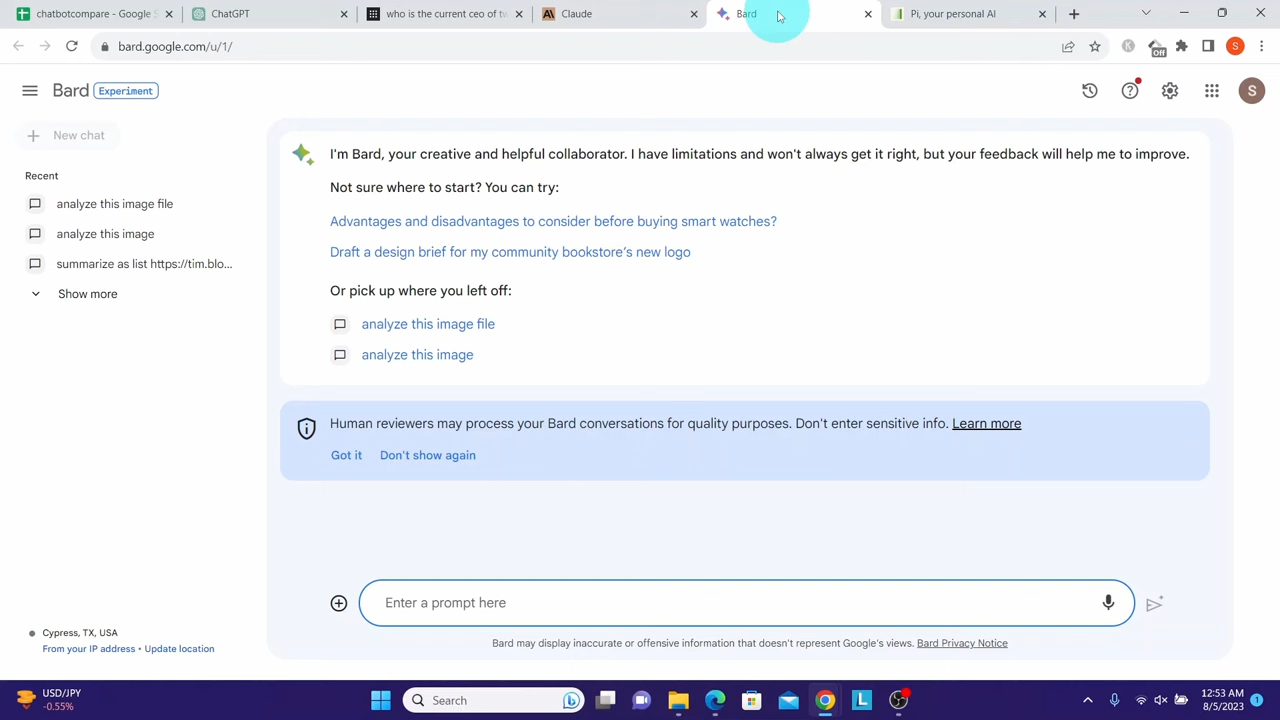 chatbotcompare - Google S
ChatGPT
who is the current ceo of tw
Claude
Bard
Pi, your personal AI
bard.google.com/u/1/
Off
S
Bard
Experiment
S
New chat
Recent
analyze this image file
analyze this image
summarize as list https://tim.blo...
Show more
I'm Bard, your creative and helpful collaborator. I have limitations and won't always get it right, but your feedback will help me to improve.
Not sure where to start? You can try:
Advantages and disadvantages to consider before buying smart watches?
Draft a design brief for my community bookstore's new logo
Or pick up where you left off:
analyze this image file
analyze this image
Human reviewers may process your Bard conversations for quality purposes. Don't enter sensitive info. Learn more
Got it Don't show again
Enter a prompt here
Bard may display inaccurate or offensive information that doesn't represent Google's views. Bard Privacy Notice
Cypress, TX, USA
From your IP address • Update location
USD/JPY
-0.55%
Search
12:53 AM
8/5/2023
1